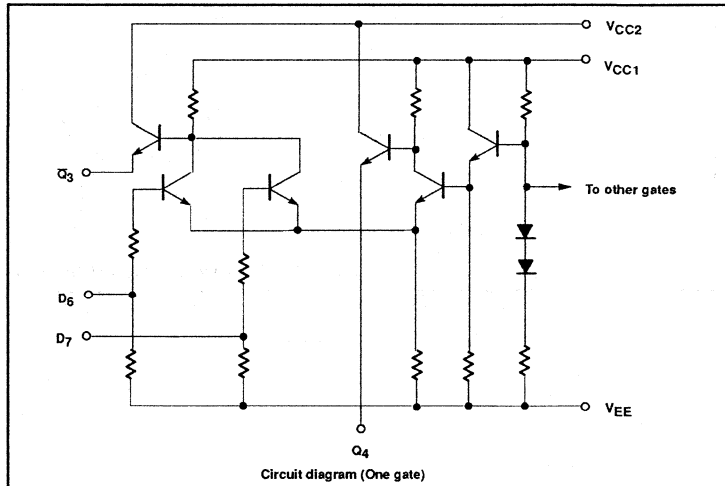 VCC2
VCC1
Q̅3
To other gates
D6
D7
VEE
Q4
Circuit diagram (One gate)